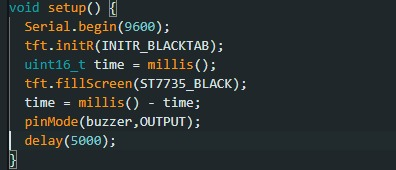 void setup() {
Serial.begin(9600);
tft.initR(INITR_BLACKTAB);
uint16_t time = millis();
tft.fillScreen(ST7735_BLACK);
time = millis() - time;
pinMode(buzzer,OUTPUT);
delay(5000);
}